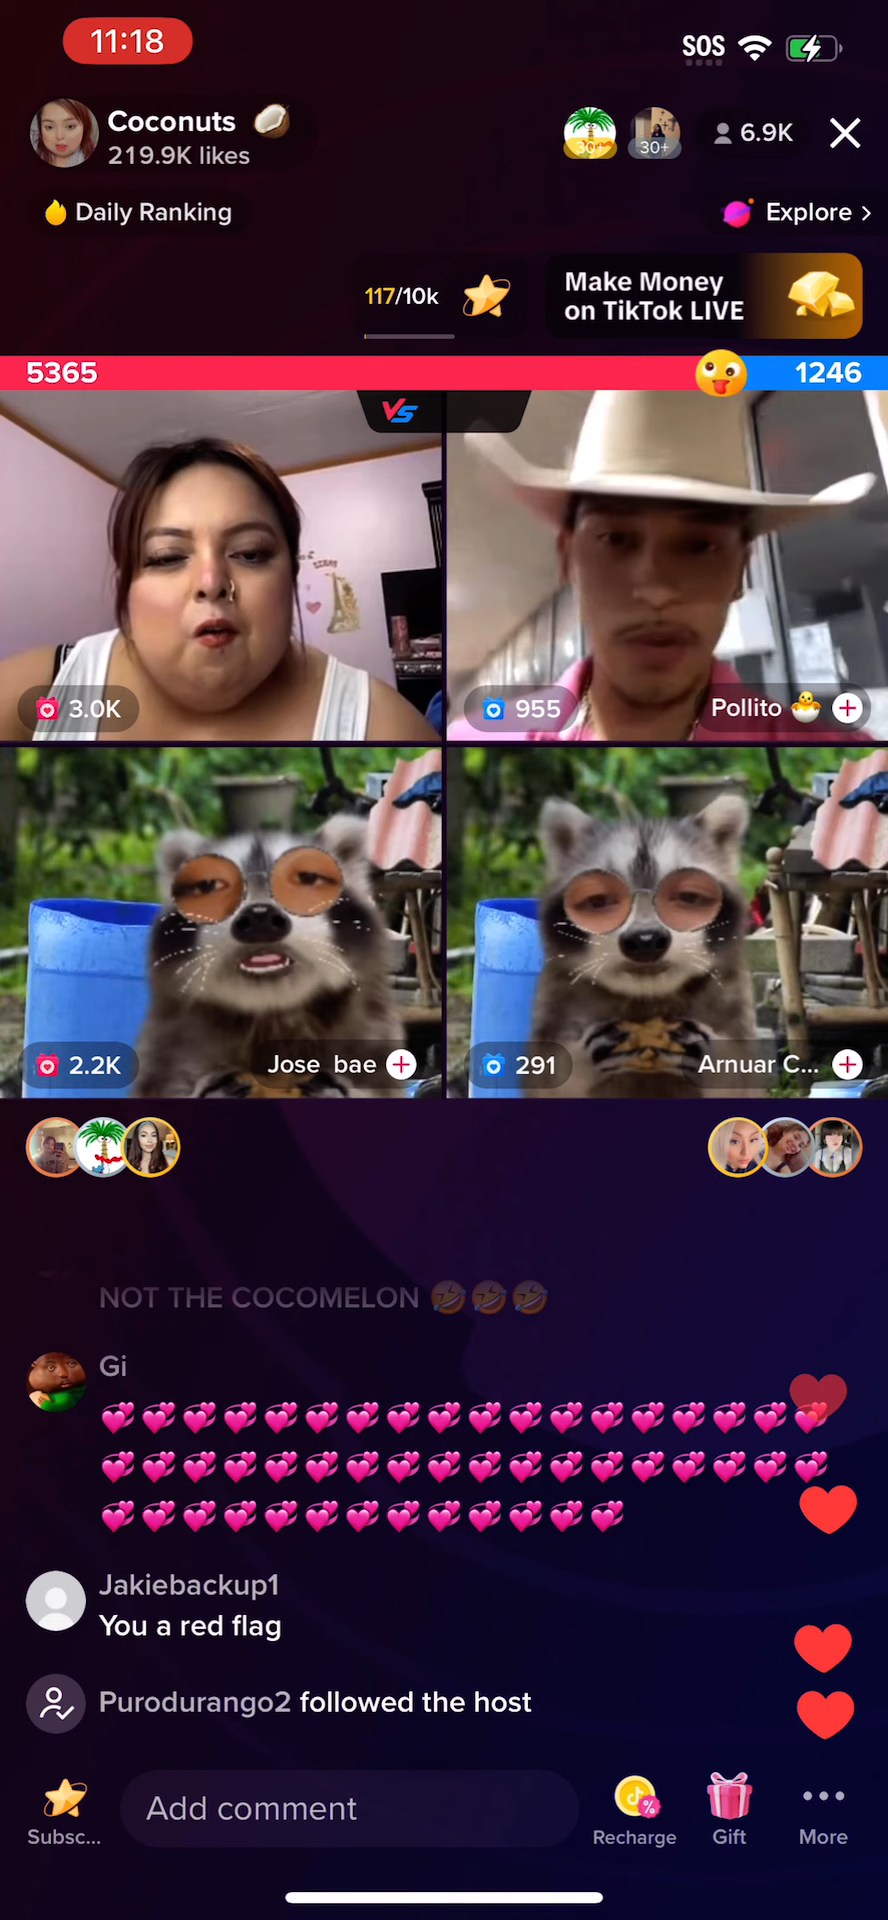 11:18
SOS
Coconuts 🥥
219.9K likes
30+
30+
6.9K
Daily Ranking
Explore >
117/10k
Make Money
on TikTok LIVE
5365
1246
VS
3.0K
955
Pollito 🐣
2.2K
Jose bae
291
Arnuar C...
NOT THE COCOMELON 🤣🤣🤣
Gi
💞💞💞💞💞💞💞💞💞💞💞💞💞💞💞💞💞💞
💞💞💞💞💞💞💞💞💞💞💞💞💞💞💞💞💞💞
💞💞💞💞💞💞💞💞💞💞💞💞💞
Jakiebackup1
You a red flag
Purodurango2 followed the host
Subsc...
Add comment
Recharge
Gift
More